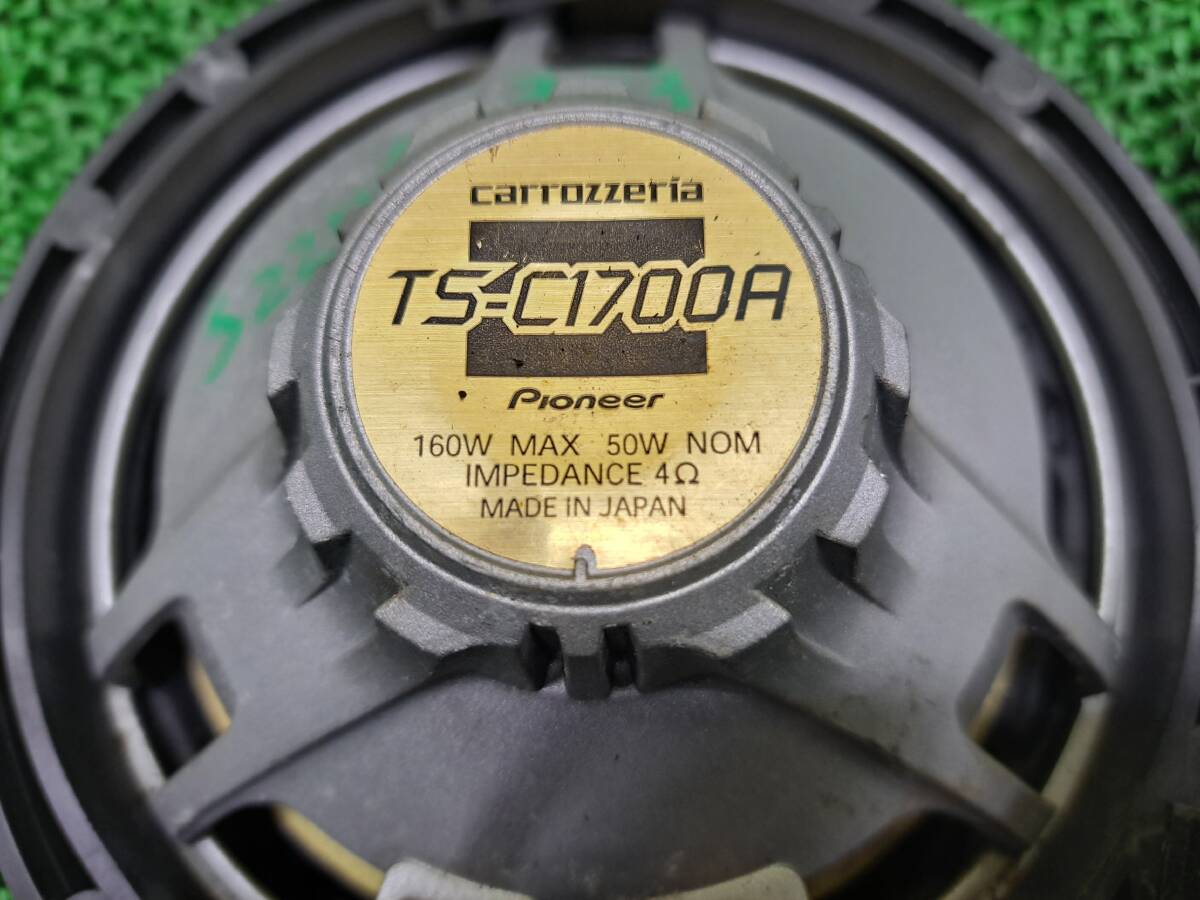 carrozzeria
TS-C1700A
Pioneer
160W MAX 50W NOM
IMPEDANCE 4Ω
MADE IN JAPAN